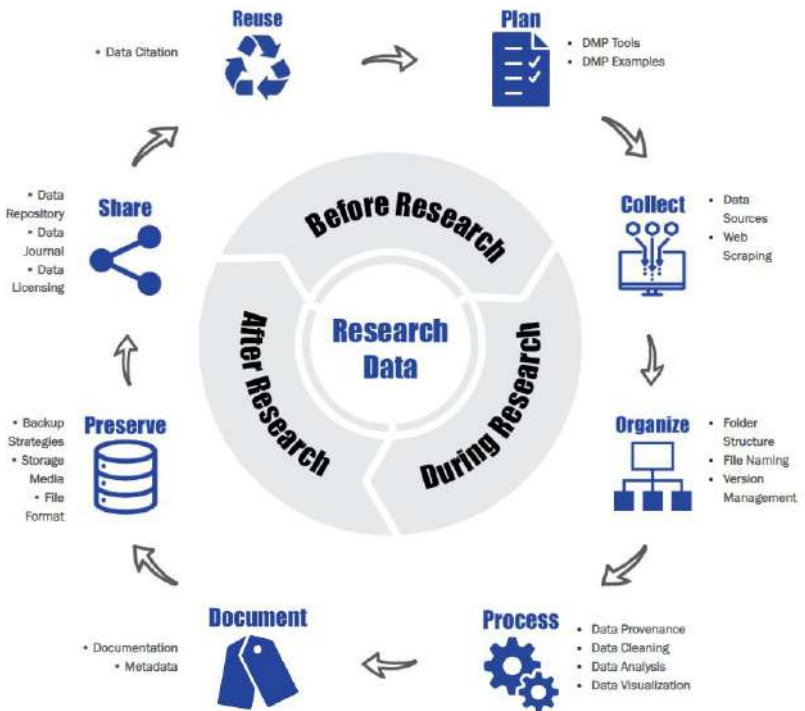 Reuse
• Data Citation
Plan
• DMP Tools
• DMP Examples
Collect
• Data
Sources
• Web
Scraping
Organize
• Folder
Structure
• File Naming
• Version
Management
Process
• Data Provenance
• Data Cleaning
• Data Analysis
• Data Visualization
Document
• Documentation
• Metadata
Preserve
• Backup
Strategies
• Storage
Media
• File
Format
Share
• Data
Repository
• Data
Journal
• Data
Licensing
Before Research
During Research
After Research
Research
Data